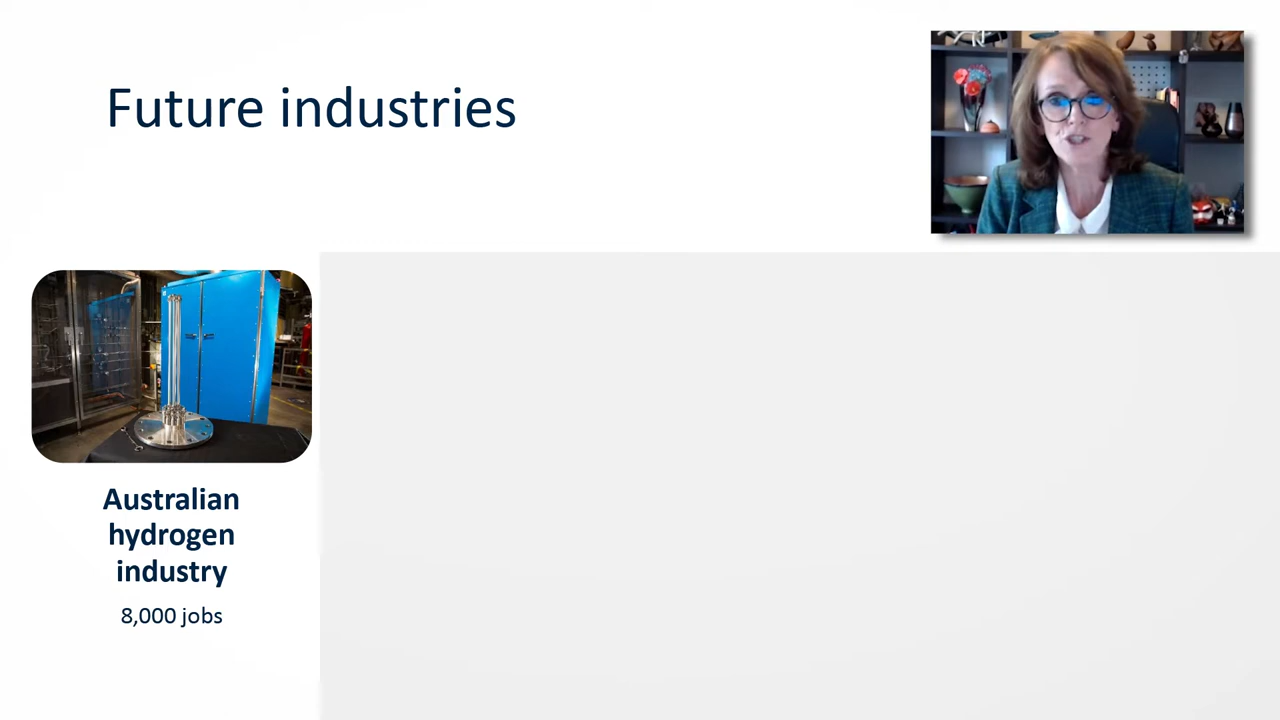 Future industries
Australian
hydrogen
industry
8,000 jobs